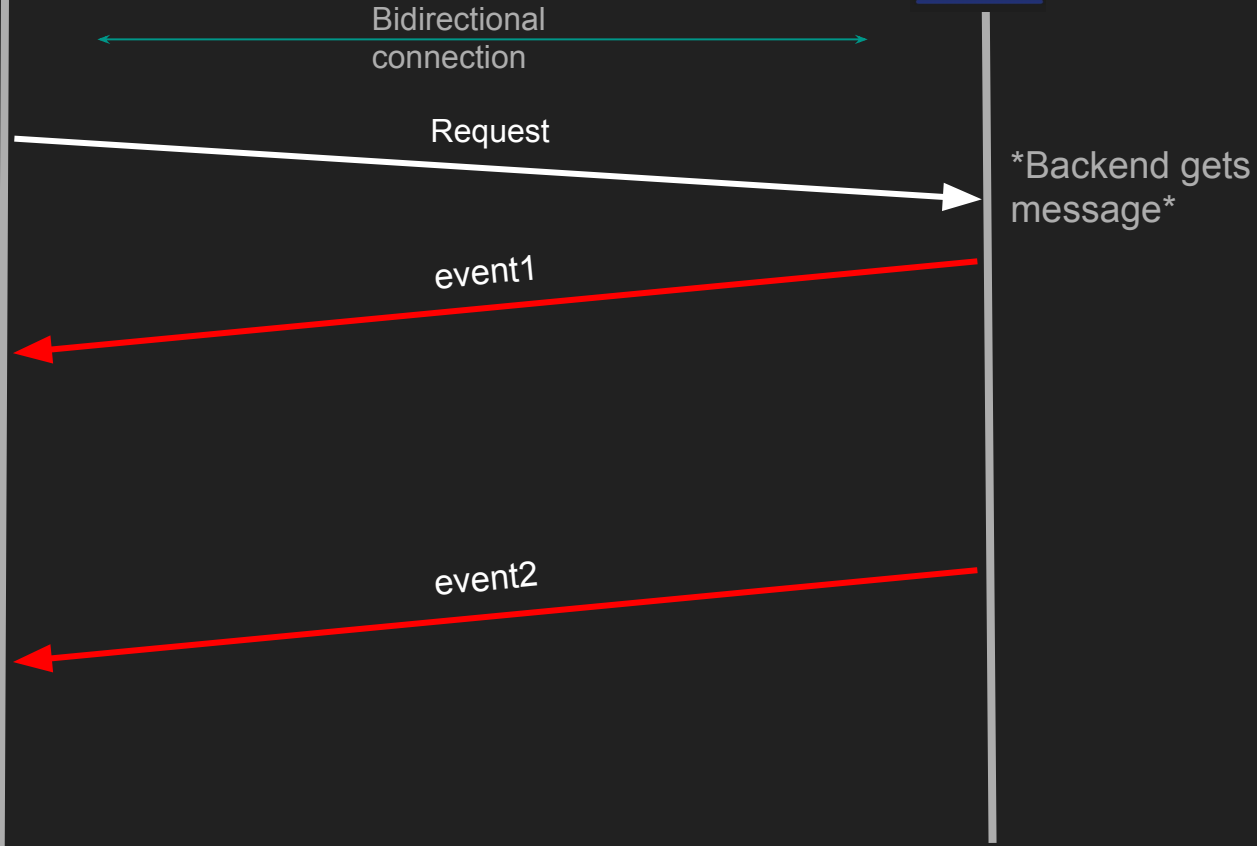 Bidirectional
connection
Request
*Backend gets
message*
event1
event2